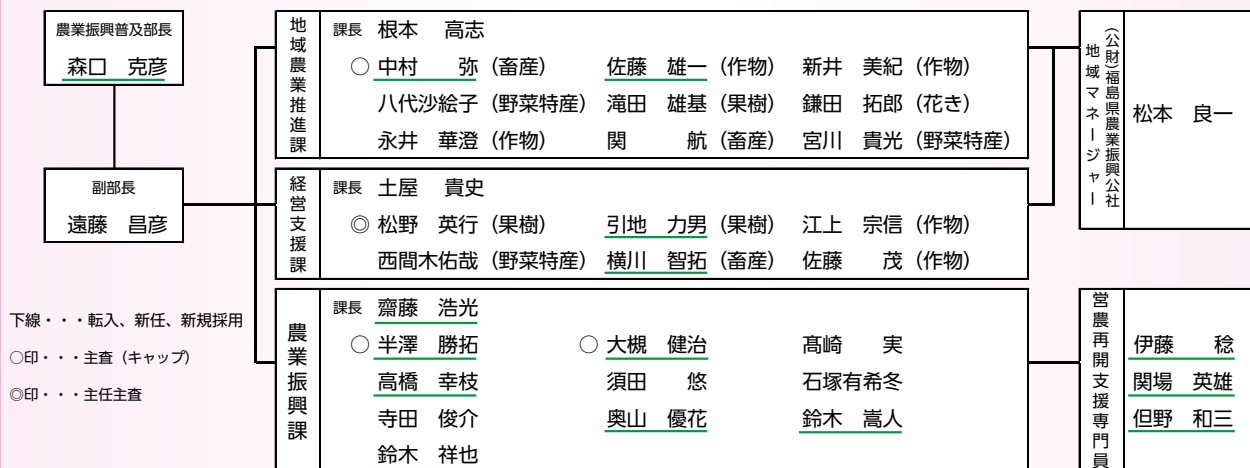 農業振興普及部長
森口　克彦
副部長
遠藤　昌彦
地域農業推進課
課長 根本　高志
○ 中村　弥（畜産） 佐藤　雄一（作物） 新井　美紀（作物）
八代沙絵子（野菜特産） 滝田　雄基（果樹） 鎌田　拓郎（花き）
永井　華澄（作物） 関　航（畜産） 宮川　貴光（野菜特産）
経営支援課
課長 土屋　貴史
◎ 松野　英行（果樹） 引地　力男（果樹） 江上　宗信（作物）
西間木佑哉（野菜特産） 横川　智拓（畜産） 佐藤　茂（作物）
農業振興課
課長 齋藤　浩光
○ 半澤　勝拓 ○ 大槻　健治 髙崎　実
高橋　幸枝 須田　悠 石塚有希冬
寺田　俊介 奥山　優花 鈴木　嵩人
鈴木　祥也
（公財）福島県農業振興公社
地域マネージャー
松本　良一
営農再開支援専門員
伊藤　稔
関場　英雄
但野　和三
下線・・・転入、新任、新規採用
○印・・・主査（キャップ）
◎印・・・主任主査